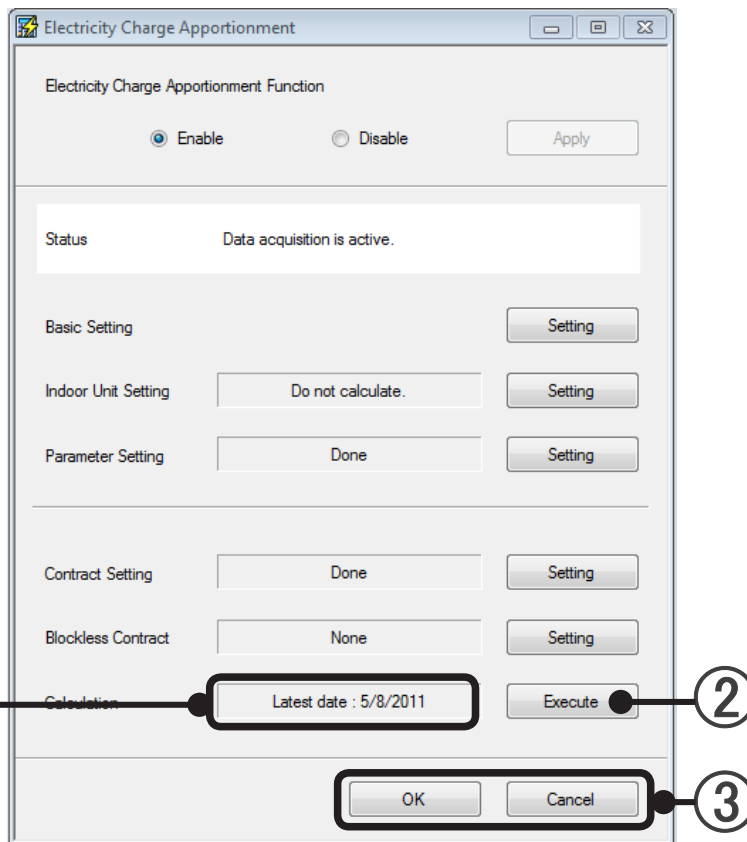 Electricity Charge Apportionment
Electricity Charge Apportionment Function
Enable Disable Apply
Status Data acquisition is active.
Basic Setting Setting
Indoor Unit Setting Do not calculate. Setting
Parameter Setting Done Setting
Contract Setting Done Setting
Blockless Contract None Setting
Calculation Latest date : 5/8/2011 Execute ②
OK Cancel ③